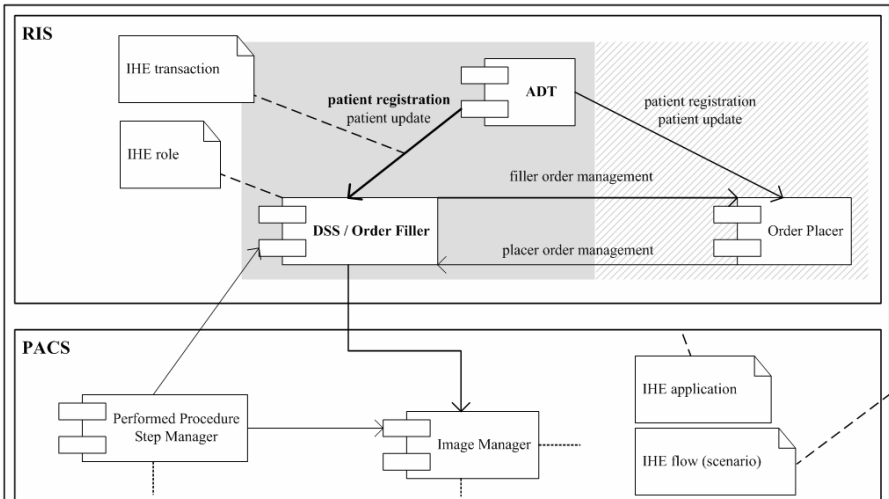 RIS
IHE transaction
ADT
patient registration
patient update
patient registration
patient update
IHE role
filler order management
DSS / Order Filler
Order Placer
placer order management
PACS
IHE application
Performed Procedure
Step Manager
Image Manager
IHE flow (scenario)